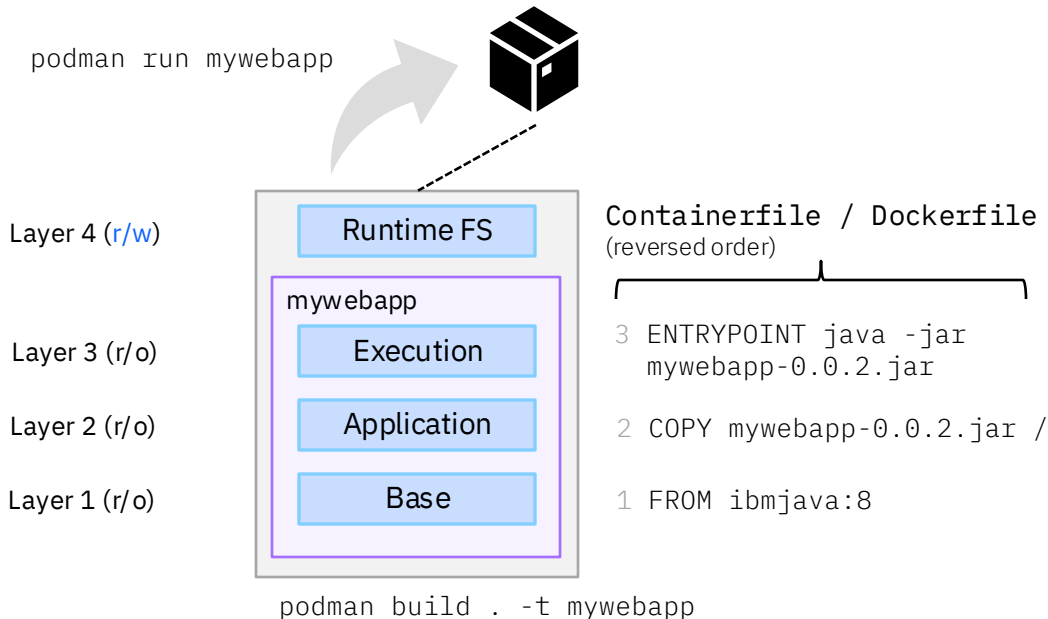 podman run mywebapp
Layer 4 (r/w)
Runtime FS
Containerfile / Dockerfile
(reversed order)
mywebapp
Layer 3 (r/o)
Execution
3 ENTRYPOINT java -jar
mywebapp-0.0.2.jar
Layer 2 (r/o)
Application
2 COPY mywebapp-0.0.2.jar /
Layer 1 (r/o)
Base
1 FROM ibmjava:8
podman build . -t mywebapp